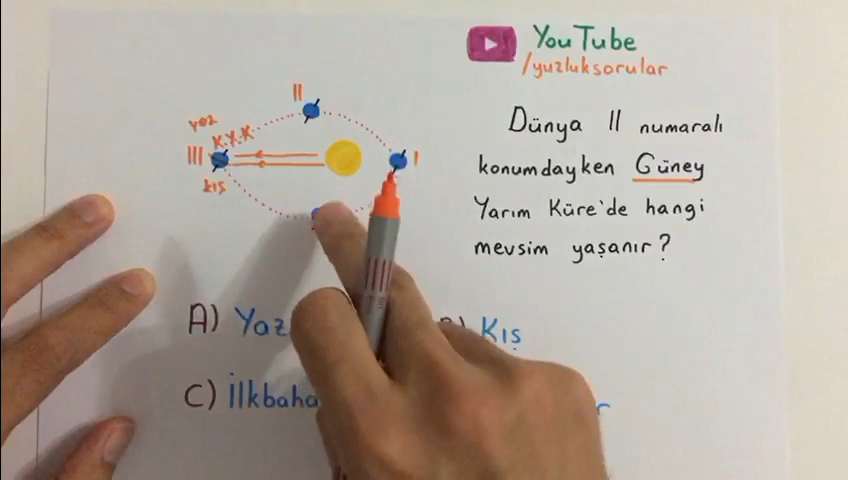 YouTube
/yuzluksorular
II
yaz
K.Y.K
III
I
kış
Dünya II numaralı
konumdayken Güney
Yarım Küre'de hangi
mevsim yaşanır?
A) Yaz
Kış
C) İlkbaha